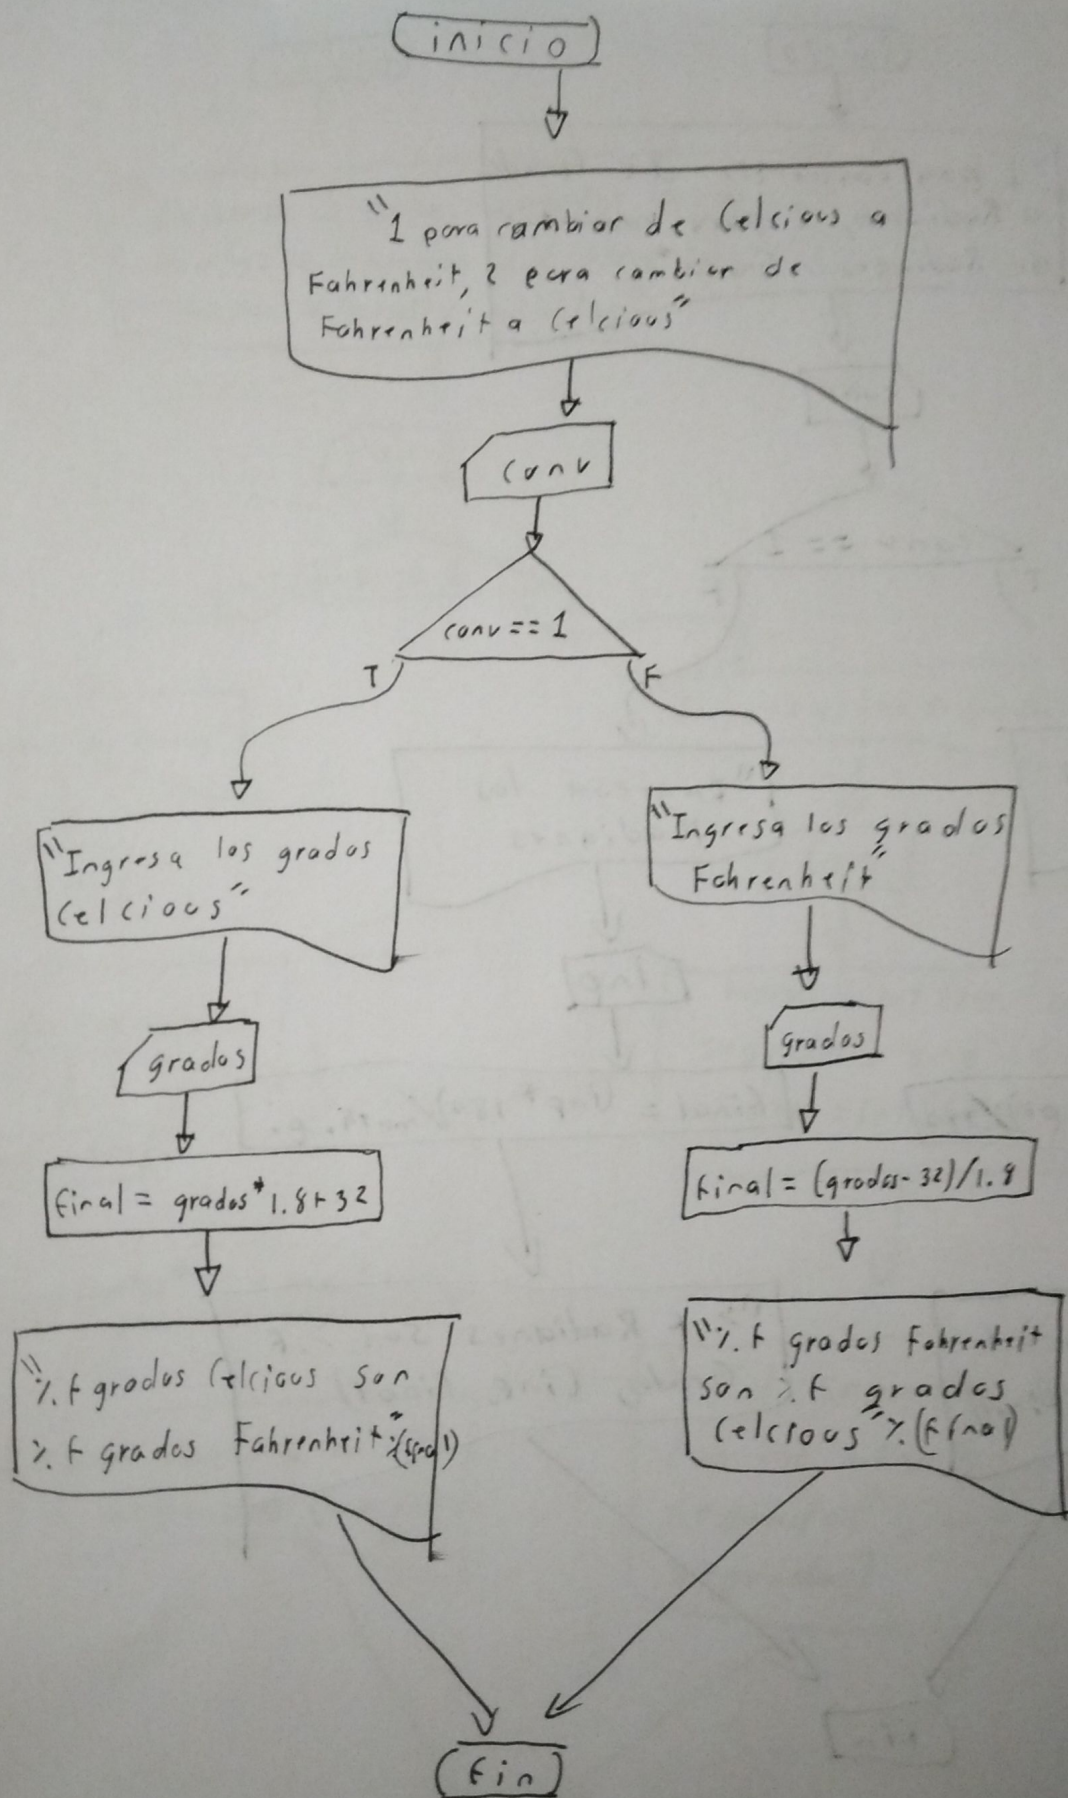 inicio
"1 para cambiar de Celcious a
Fahrenheit, 2 para cambiar de
Fahrenheit a Celcious"
conv
conv == 1
T
F
"Ingresa los grados
Celcious"
grados
final = grados * 1.8 + 32
"%.f grados Celcious son
%.f grados Fahrenheit" %(final)
"Ingresa los grados
Fahrenheit"
grados
final = (grados - 32)/1.8
"%.f grados Fahrenheit
son %.f grados
Celcious" %(final)
fin